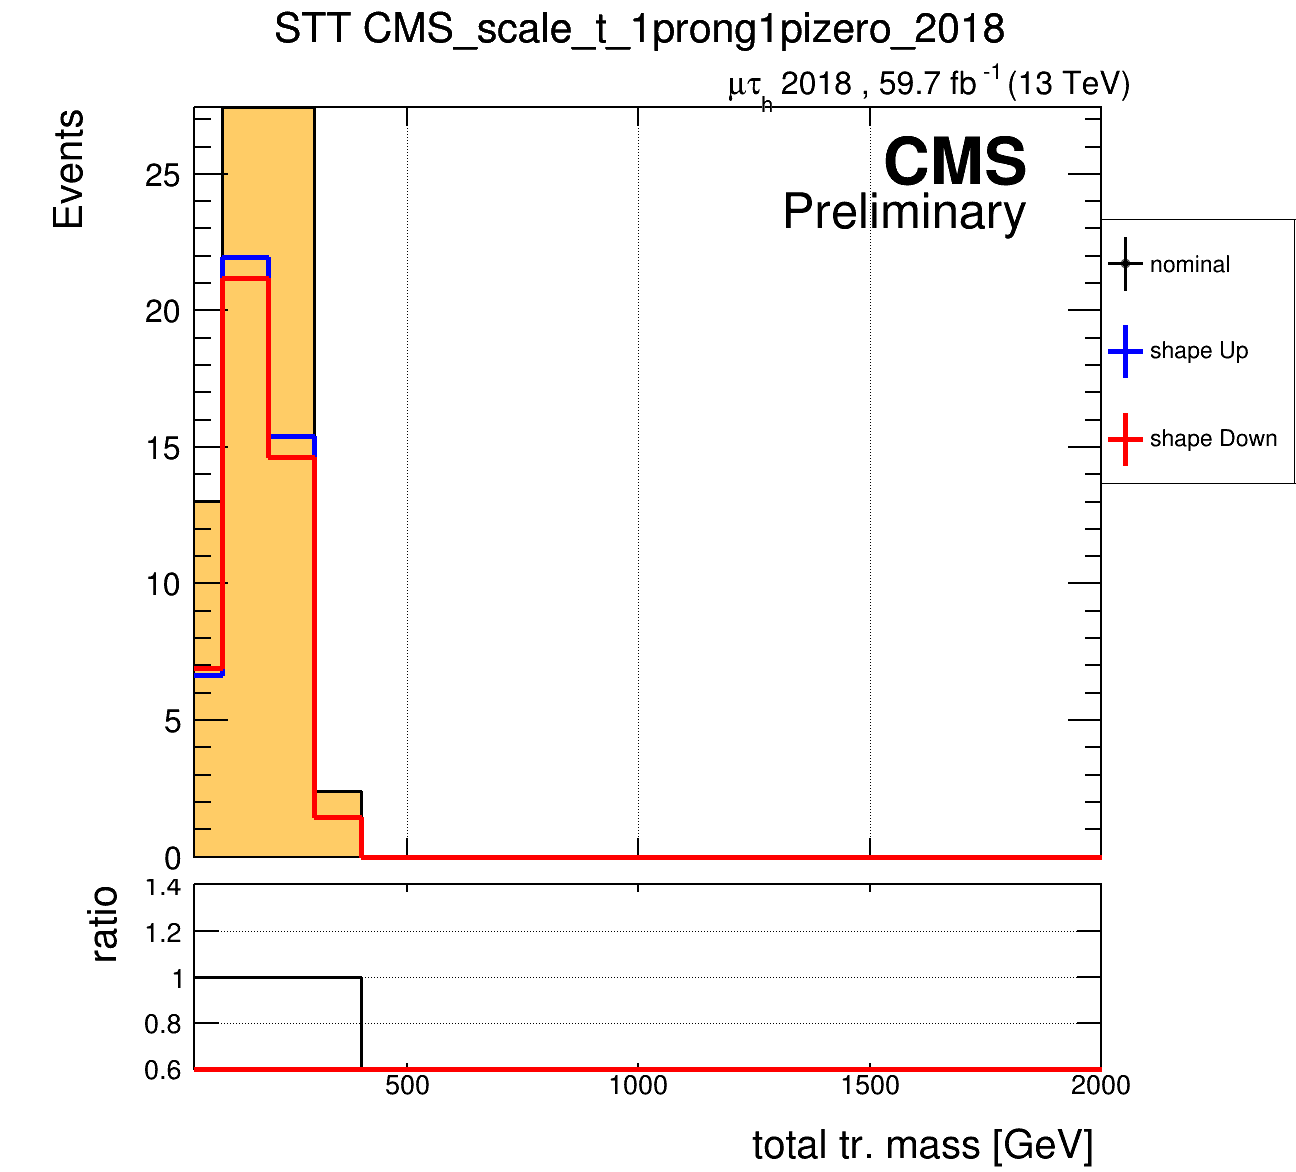 STT CMS_scale_t_1prong1pizero_2018
μτh 2018 , 59.7 fb-1 (13 TeV)
Events
25
20
15
10
5
0
CMS
Preliminary
nominal
shape Up
shape Down
ratio
1.4
1.2
1
0.8
0.6
500
1000
1500
2000
total tr. mass [GeV]